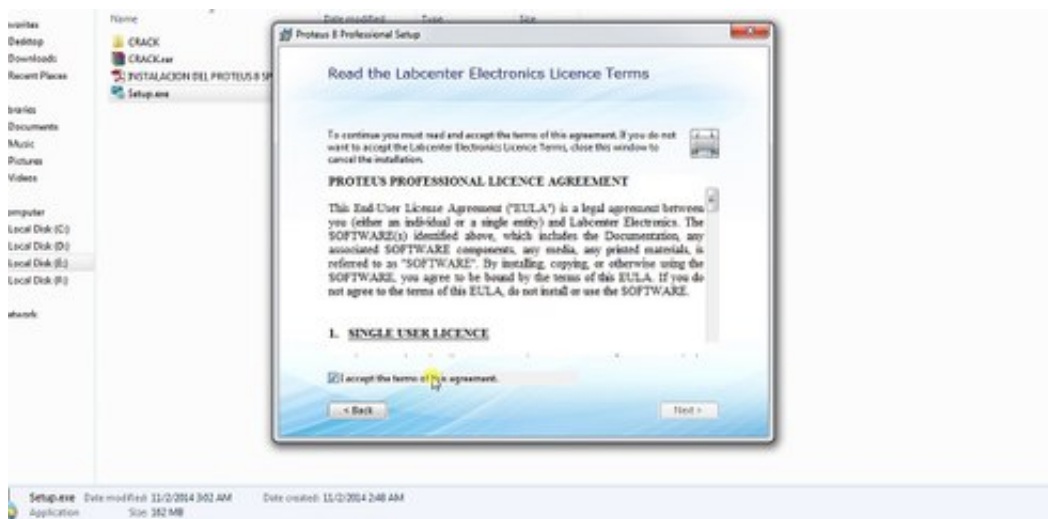 Name
Date modified
Type
Size
Desktop
CRACK
Downloads
CRACK.rar
Recent Places
INSTALACION DEL PROTEUS 8 SP
Setup.exe
Documents
Music
Pictures
Videos
Local Disk (C:)
Local Disk (D:)
Local Disk (E:)
Local Disk (F:)
Proteus 8 Professional Setup
Read the Labcenter Electronics Licence Terms
To continue you must read and accept the terms of this agreement. If you do not
want to accept the Labcenter Electronics Licence Terms, close this window to
cancel the installation.
PROTEUS PROFESSIONAL LICENCE AGREEMENT
This End-User License Agreement ("EULA") is a legal agreement between
you (either an individual or a single entity) and Labcenter Electronics. The
SOFTWARE(s) identified above, which includes the Documentation, any
associated SOFTWARE components, any media, any printed materials, is
referred to as "SOFTWARE". By installing, copying, or otherwise using the
SOFTWARE, you agree to be bound by the terms of this EULA. If you do
not agree to the terms of this EULA, do not install or use the SOFTWARE.
1. SINGLE USER LICENCE
I accept the terms of this agreement.
< Back
Next >
Setup.exe Date modified: 11/2/2014 3:02 AM Date created: 11/2/2014 2:48 AM
Application Size: 162 MB